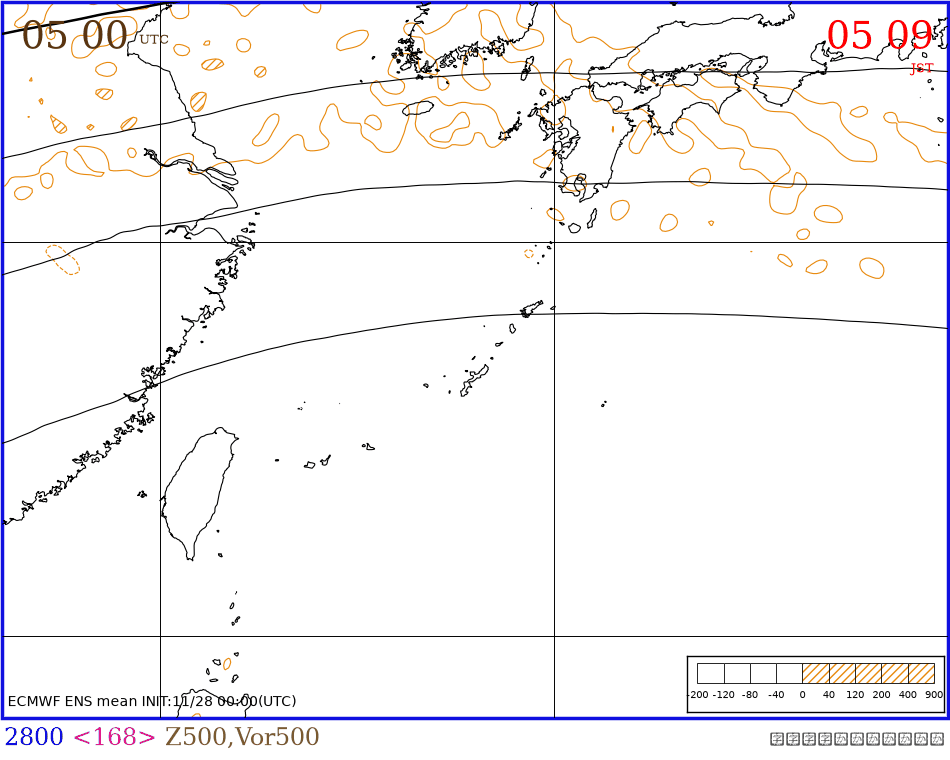 05 00 UTC
05 09
JST
-200 -120 -80 -40 0 40 120 200 400 900
ECMWF ENS mean INIT:11/28 00:00(UTC)
2800 <168> Z500,Vor500